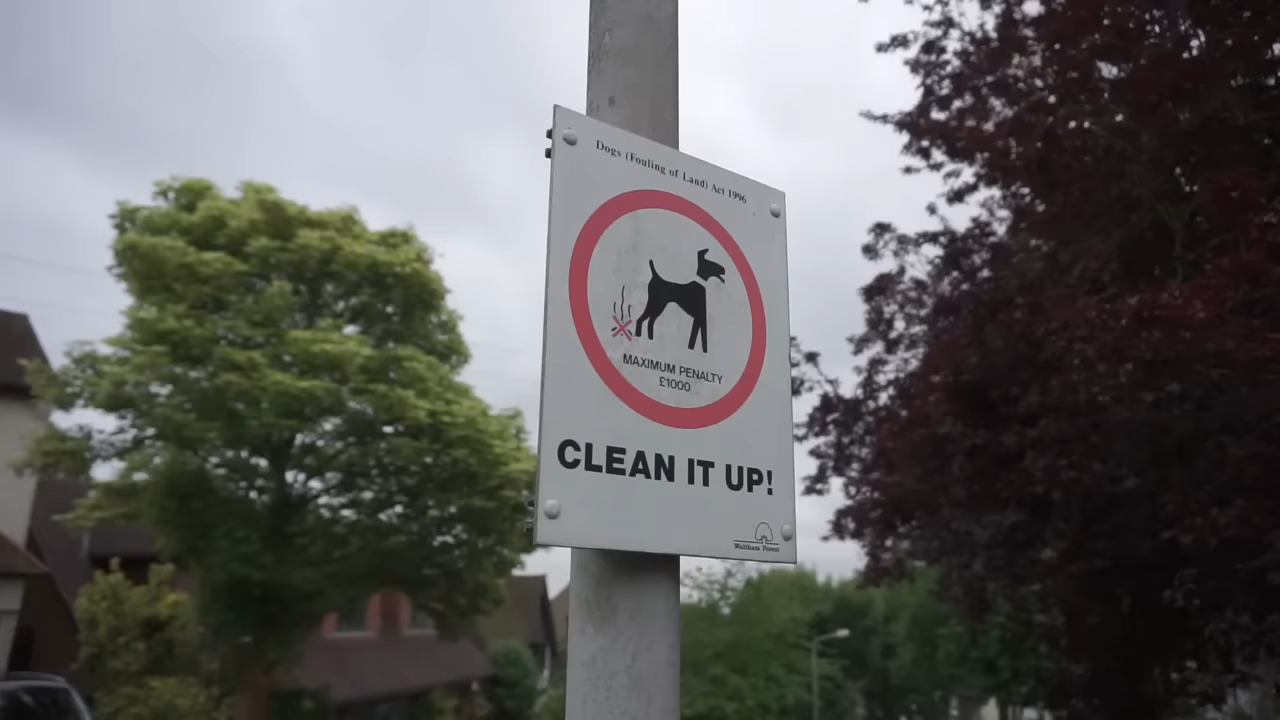 Dogs (Fouling of Land) Act 1996
MAXIMUM PENALTY
£1000
CLEAN IT UP!
Waltham Forest